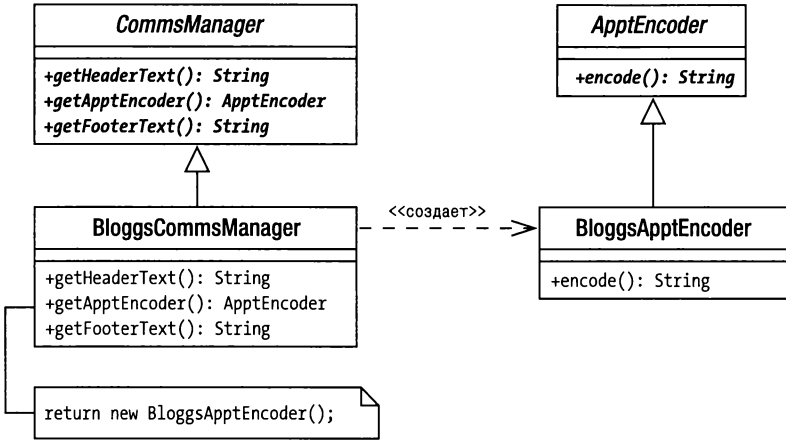 CommsManager
+getHeaderText(): String
+getApptEncoder(): ApptEncoder
+getFooterText(): String
ApptEncoder
+encode(): String
BloggsCommsManager
+getHeaderText(): String
+getApptEncoder(): ApptEncoder
+getFooterText(): String
<<создает>>
BloggsApptEncoder
+encode(): String
return new BloggsApptEncoder();